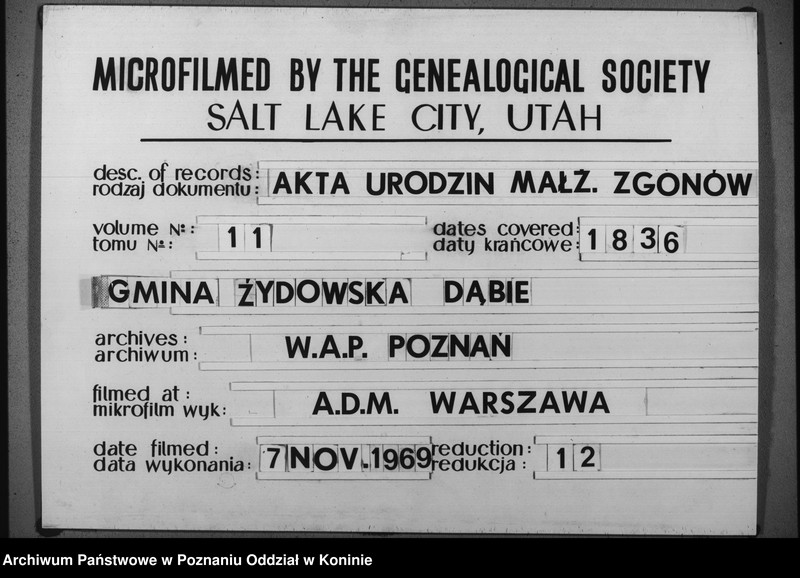 MICROFILMED BY THE GENEALOGICAL SOCIETY
SALT LAKE CITY, UTAH
desc. of records:
rodzaj dokumentu: AKTA URODZIN MAŁŻ. ZGONÓW
volume №: dates covered:
tomu №: 11 daty krańcowe: 1836
GMINA ŻYDOWSKA DĄBIE
archives:
archiwum: W.A.P. POZNAŃ
filmed at:
mikrofilm wyk: A.D.M. WARSZAWA
date filmed: reduction:
data wykonania: 7 NOV. 1969 redukcja: 12
Archiwum Państwowe w Poznaniu Oddział w Koninie